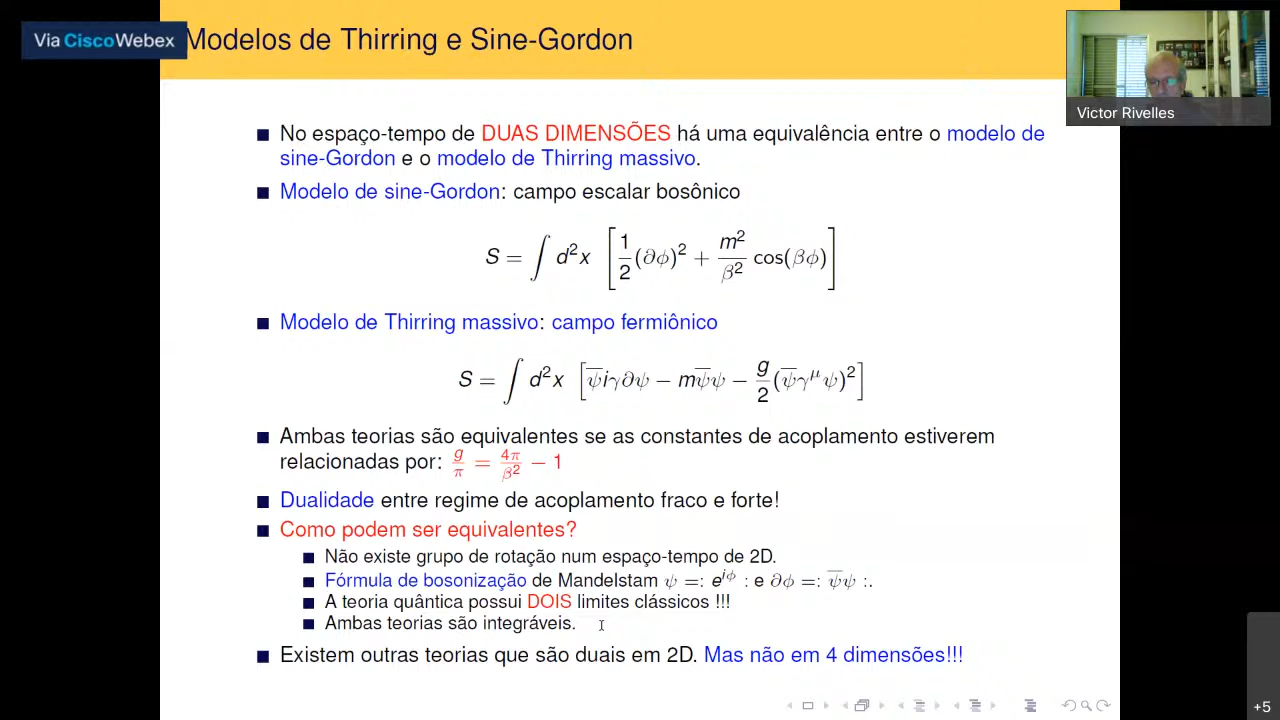 Via Cisco Webex
Modelos de Thirring e Sine-Gordon
Victor Rivelles
No espaço-tempo de DUAS DIMENSÕES há uma equivalência entre o modelo de
sine-Gordon e o modelo de Thirring massivo.
Modelo de sine-Gordon: campo escalar bosônico
S = ∫ d²x [ 1/2 (∂φ)² + m²/β² cos(βφ) ]
Modelo de Thirring massivo: campo fermiônico
S = ∫ d²x [ ψ̅iγ∂ψ − mψ̅ψ − g/2 (ψ̅γ^μψ)² ]
Ambas teorias são equivalentes se as constantes de acoplamento estiverem
relacionadas por: g/π = 4π/β² − 1
Dualidade entre regime de acoplamento fraco e forte!
Como podem ser equivalentes?
Não existe grupo de rotação num espaço-tempo de 2D.
Fórmula de bosonização de Mandelstam ψ =: e^{iφ} : e ∂φ =: ψ̅ψ :.
A teoria quântica possui DOIS limites clássicos !!!
Ambas teorias são integráveis.
Existem outras teorias que são duais em 2D. Mas não em 4 dimensões!!!
+5